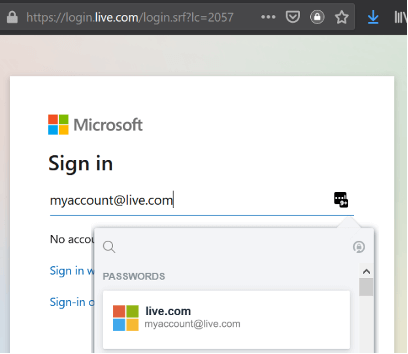 https://login.live.com/login.srf?lc=2057
Microsoft
Sign in
myaccount@live.com
9+
No
Sign in
PASSWORDS
Sign-in
live.com
myaccount@live.com